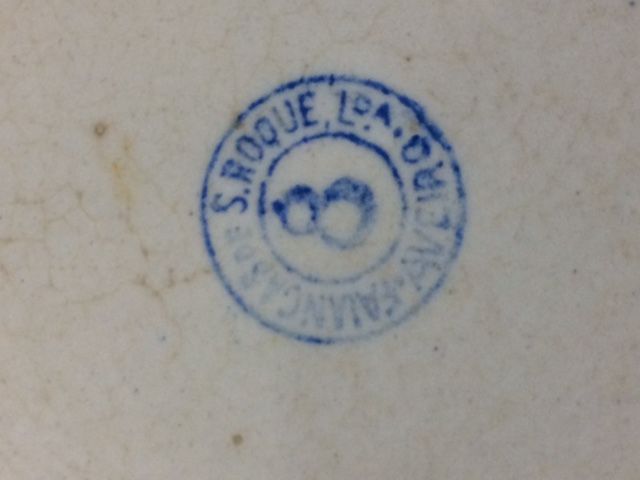 FAIANÇAS DE S. ROQUE, LDA. AVEIRO
8